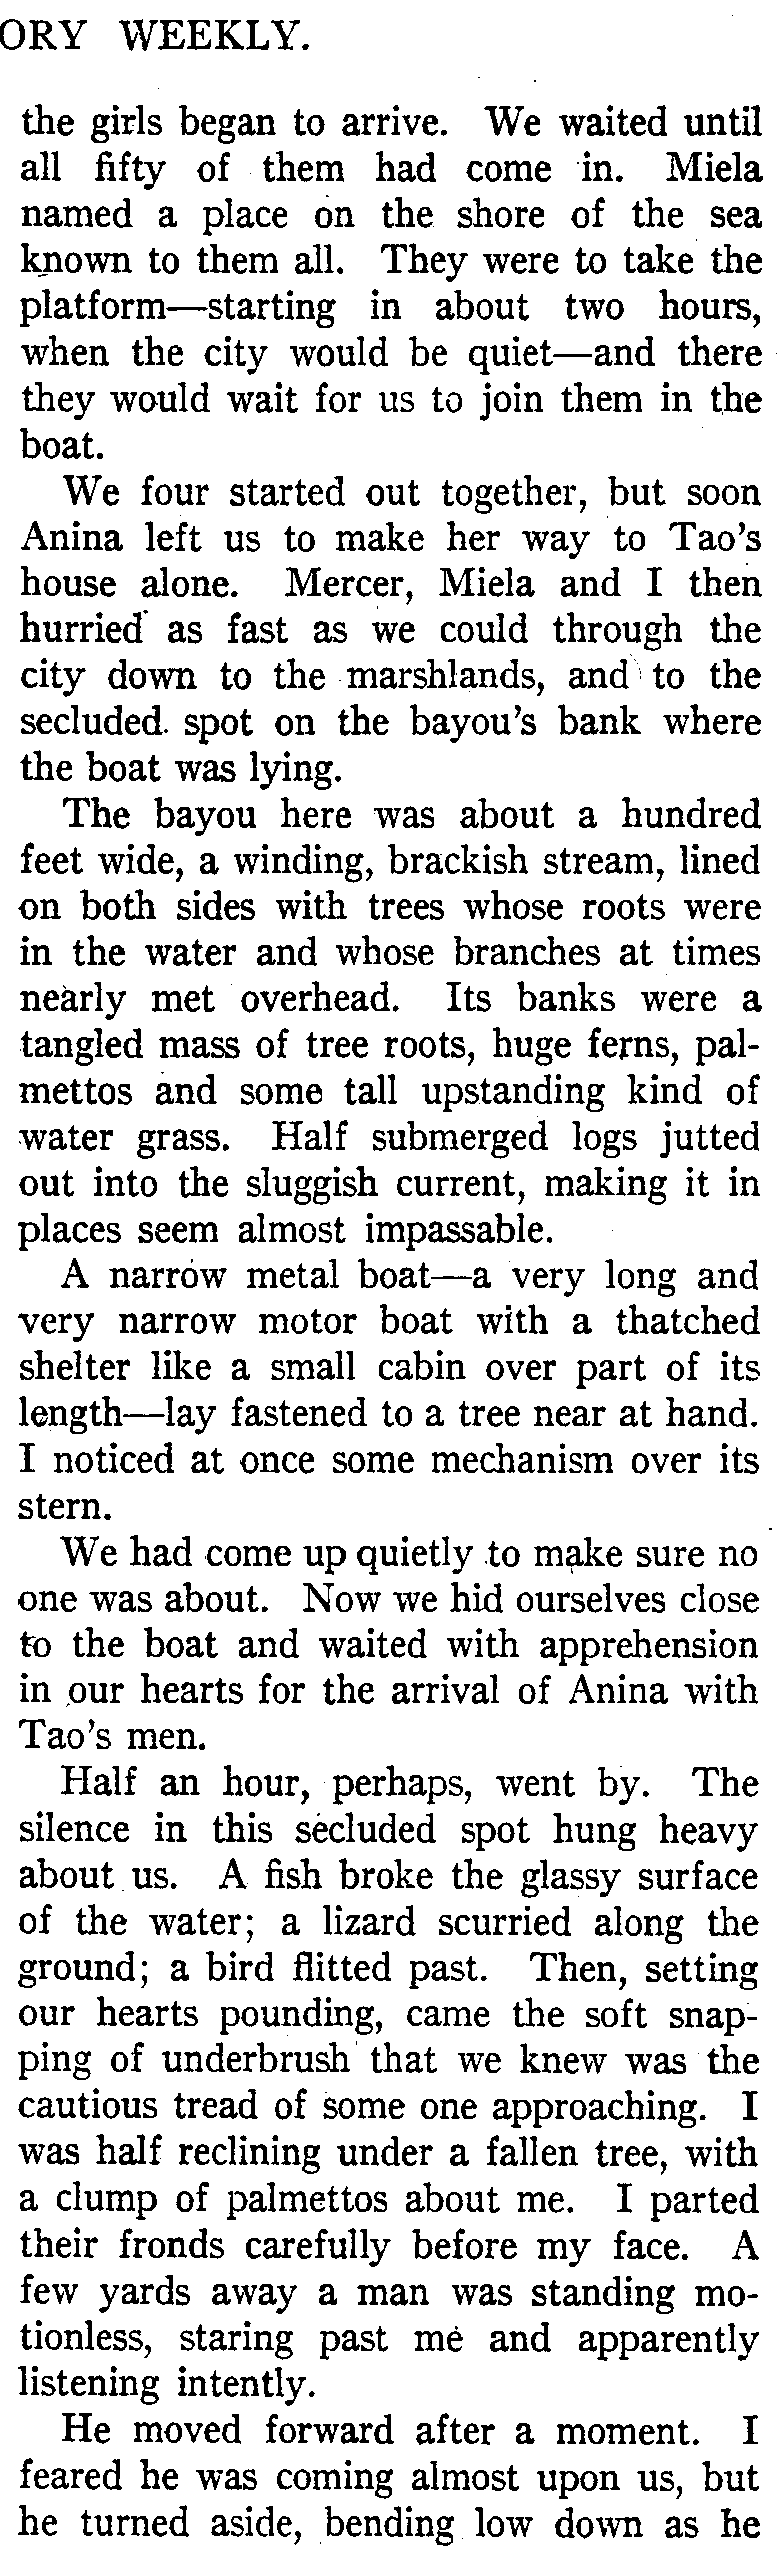 ORY WEEKLY.
the girls began to arrive. We waited until
all fifty of them had come in. Miela
named a place on the shore of the sea
known to them all. They were to take the
platform—starting in about two hours,
when the city would be quiet—and there
they would wait for us to join them in the
boat.
We four started out together, but soon
Anina left us to make her way to Tao's
house alone. Mercer, Miela and I then
hurried as fast as we could through the
city down to the marshlands, and to the
secluded spot on the bayou's bank where
the boat was lying.
The bayou here was about a hundred
feet wide, a winding, brackish stream, lined
on both sides with trees whose roots were
in the water and whose branches at times
nearly met overhead. Its banks were a
tangled mass of tree roots, huge ferns, pal-
mettos and some tall upstanding kind of
water grass. Half submerged logs jutted
out into the sluggish current, making it in
places seem almost impassable.
A narrow metal boat—a very long and
very narrow motor boat with a thatched
shelter like a small cabin over part of its
length—lay fastened to a tree near at hand.
I noticed at once some mechanism over its
stern.
We had come up quietly to make sure no
one was about. Now we hid ourselves close
to the boat and waited with apprehension
in our hearts for the arrival of Anina with
Tao's men.
Half an hour, perhaps, went by. The
silence in this secluded spot hung heavy
about us. A fish broke the glassy surface
of the water; a lizard scurried along the
ground; a bird flitted past. Then, setting
our hearts pounding, came the soft snap-
ping of underbrush that we knew was the
cautious tread of some one approaching. I
was half reclining under a fallen tree, with
a clump of palmettos about me. I parted
their fronds carefully before my face. A
few yards away a man was standing mo-
tionless, staring past me and apparently
listening intently.
He moved forward after a moment. I
feared he was coming almost upon us, but
he turned aside, bending low down as he